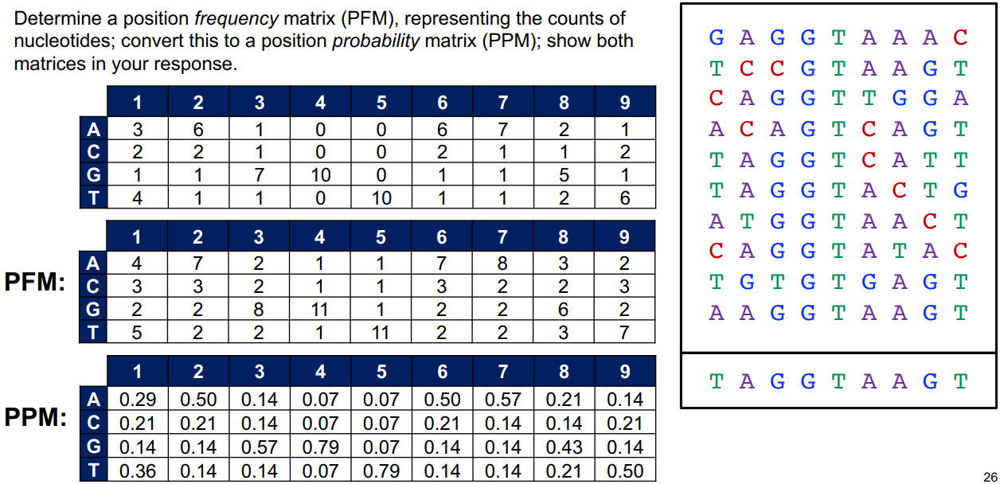 Determine a position frequency matrix (PFM), representing the counts of
nucleotides; convert this to a position probability matrix (PPM); show both
matrices in your response.
1 2 3 4 5 6 7 8 9
A 3 6 1 0 0 6 7 2 1
C 2 2 1 0 0 2 1 1 2
G 1 1 7 10 0 1 1 5 1
T 4 1 1 0 10 1 1 2 6
PFM:
1 2 3 4 5 6 7 8 9
A 4 7 2 1 1 7 8 3 2
C 3 3 2 1 1 3 2 2 3
G 2 2 8 11 1 2 2 6 2
T 5 2 2 1 11 2 2 3 7
PPM:
1 2 3 4 5 6 7 8 9
A 0.29 0.50 0.14 0.07 0.07 0.50 0.57 0.21 0.14
C 0.21 0.21 0.14 0.07 0.07 0.21 0.14 0.14 0.21
G 0.14 0.14 0.57 0.79 0.07 0.14 0.14 0.43 0.14
T 0.36 0.14 0.14 0.07 0.79 0.14 0.14 0.21 0.50
G A G G T A A A C
T C C G T A A G T
C A G G T T G G A
A C A G T C A G T
T A G G T C A T T
T A G G T A C T G
A T G G T A A C T
C A G G T A T A C
T G T G T G A G T
A A G G T A A G T
T A G G T A A G T
26